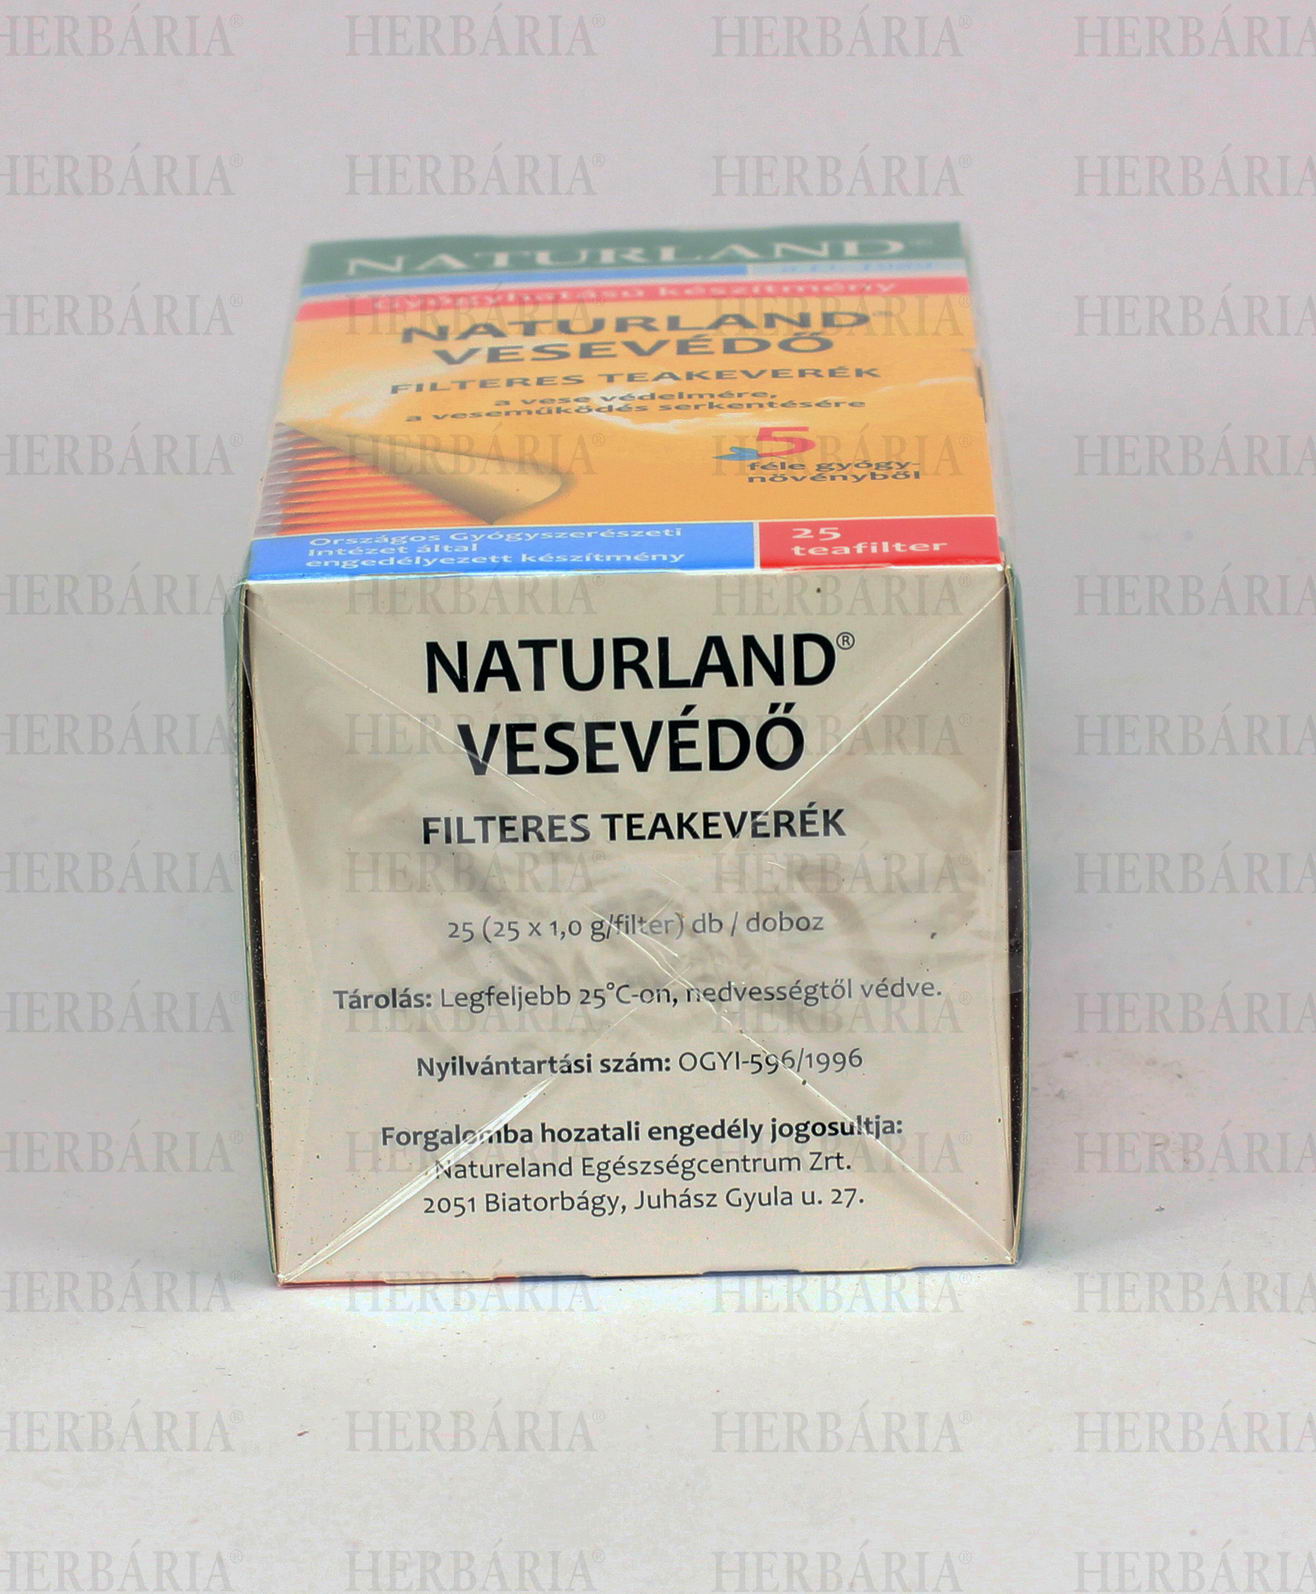 NATURLAND®
Gyógyhatású készítmény
NATURLAND®
VESEVÉDŐ
FILTERES TEAKEVERÉK
a vese védelmére,
a veseműködés serkentésére
5
féle gyógy-
növényből
Országos Gyógyszerészeti
Intézet által
engedélyezett készítmény
25
teafilter
NATURLAND®
VESEVÉDŐ
FILTERES TEAKEVERÉK
25 (25 x 1,0 g/filter) db / doboz
Tárolás: Legfeljebb 25°C-on, nedvességtől védve.
Nyilvántartási szám: OGYI-596/1996
Forgalomba hozatali engedély jogosultja:
Natureland Egészségcentrum Zrt.
2051 Biatorbágy, Juhász Gyula u. 27.
HERBÁRIA®